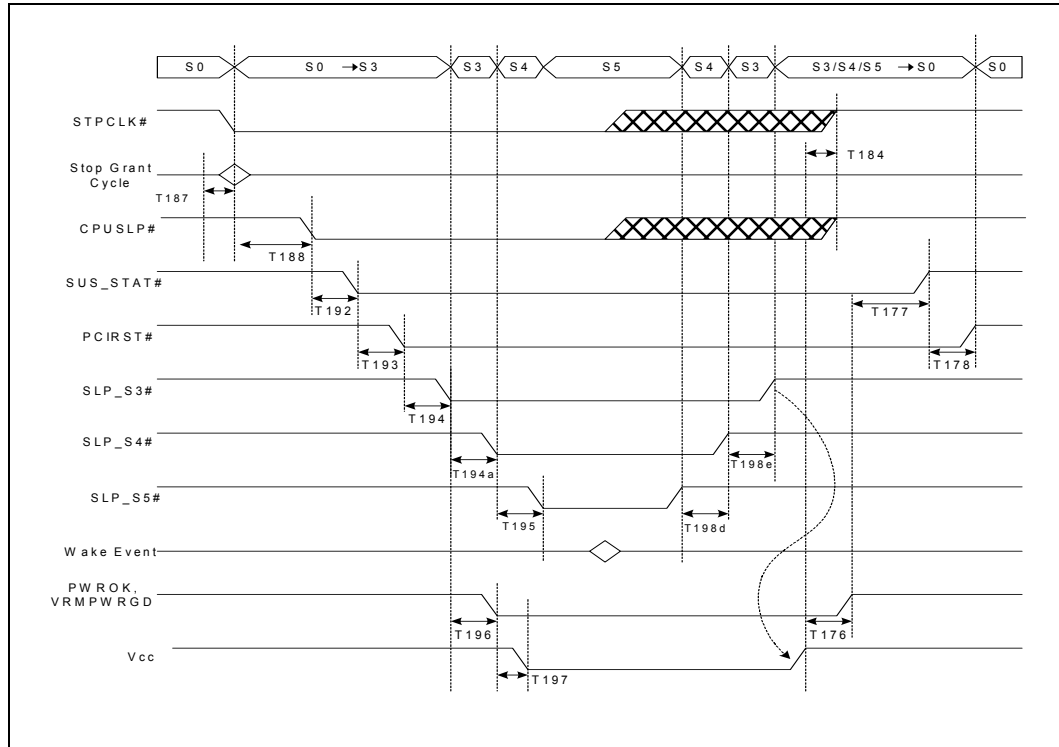 S0 S0 →S3 S3 S4 S5 S4 S3 S3/S4/S5 →S0 S0
STPCLK#
T184
Stop Grant
Cycle
T187
CPUSLP#
T188
SUS_STAT#
T192
T177
PCIRST#
T193
T178
SLP_S3#
T194
SLP_S4#
T194a
T198e
SLP_S5#
T195
T198d
Wake Event
PWROK,
VRMPWRGD
T196
T176
Vcc
T197